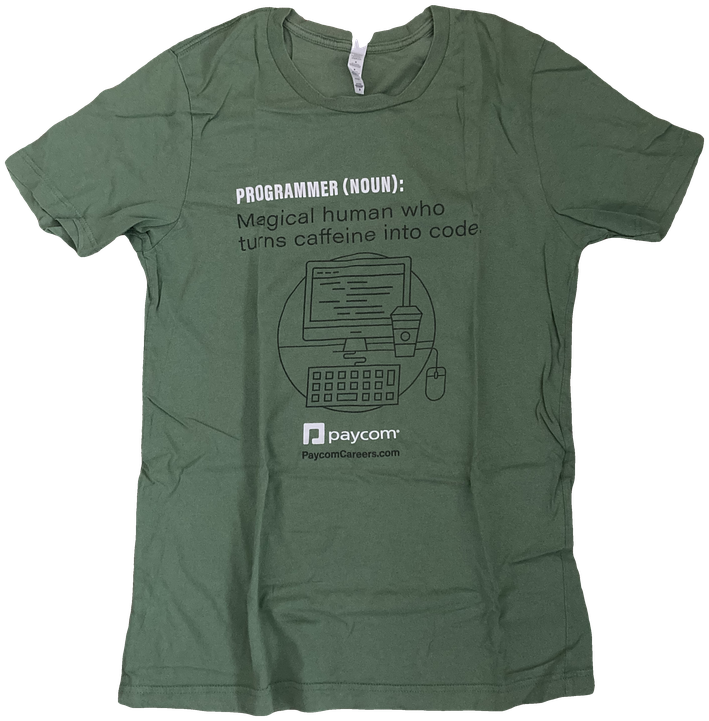 PROGRAMMER (NOUN):
Magical human who
turns caffeine into code.
paycom®
PaycomCareers.com